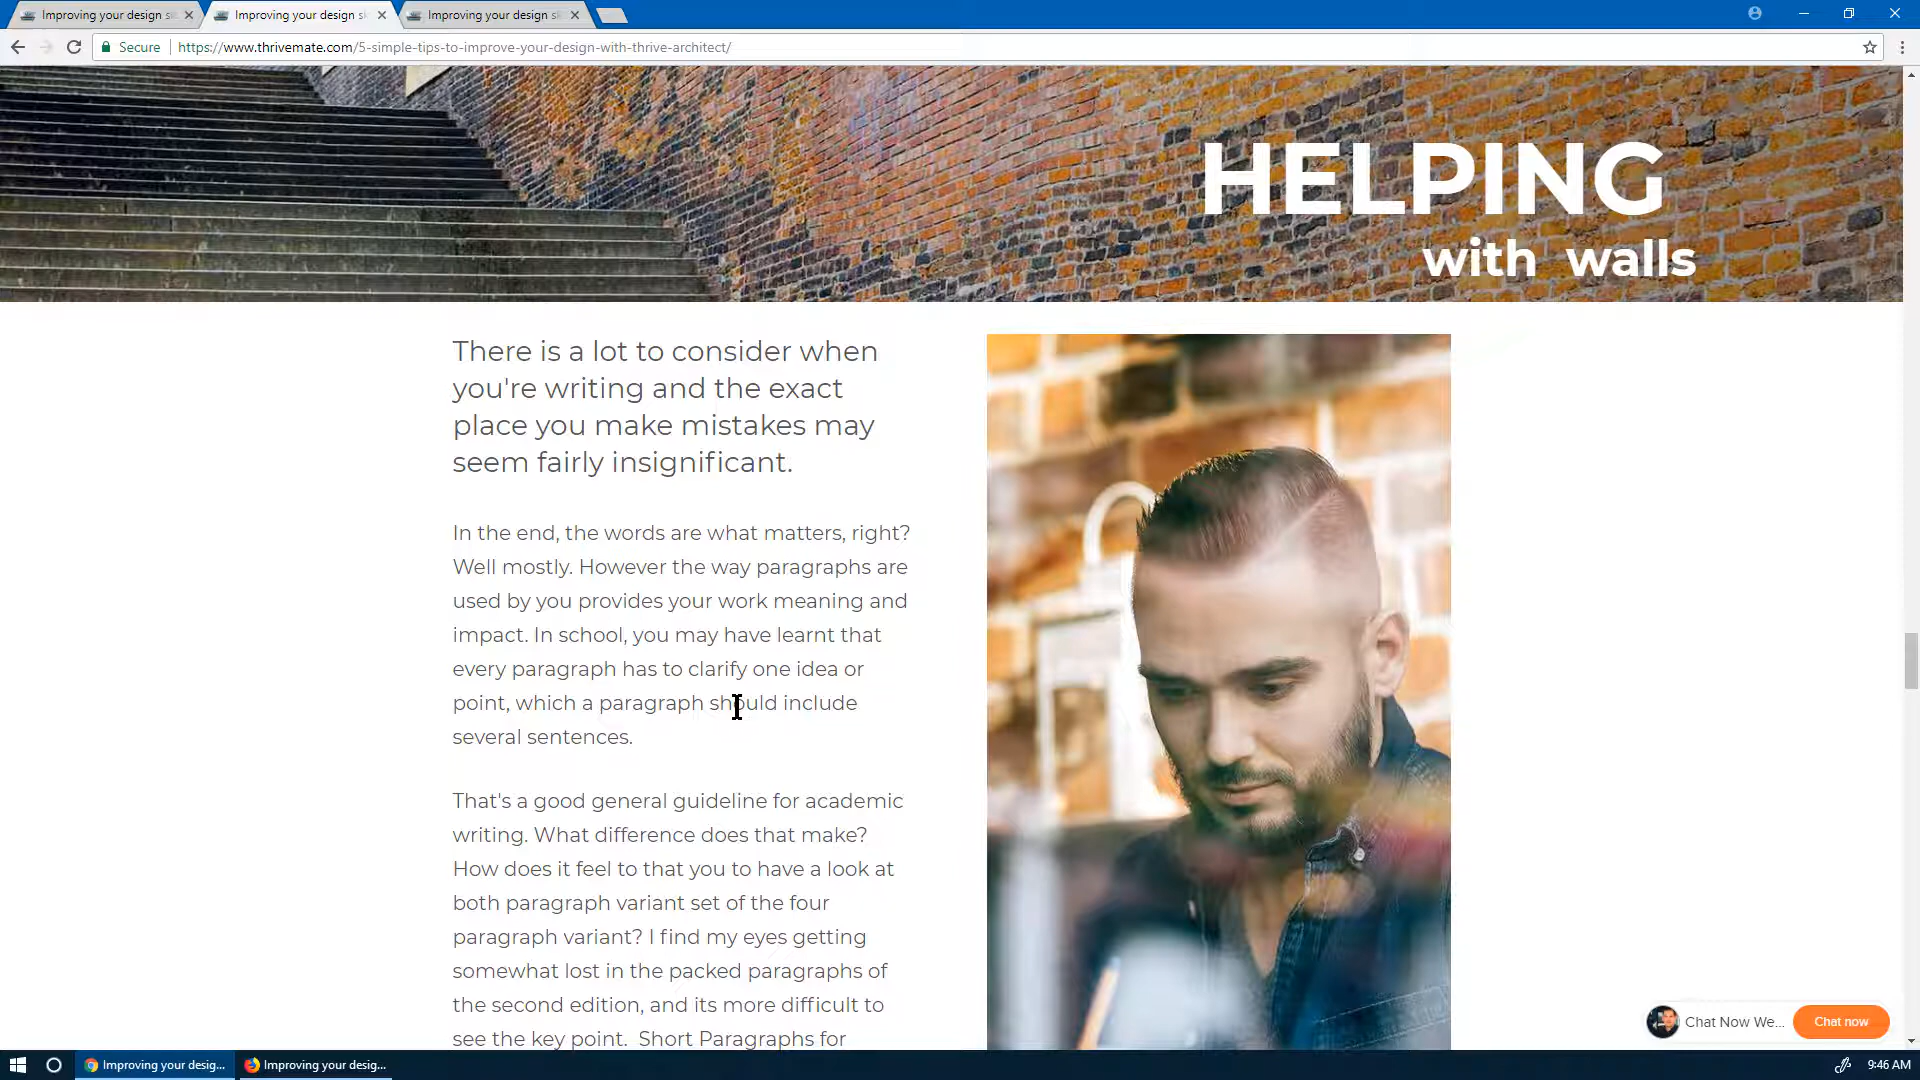 Improving your design s
Improving your design sk
Improving your design s
Secure
https://www.thrivemate.com/5-simple-tips-to-improve-your-design-with-thrive-architect/
HELPING
with walls
There is a lot to consider when
you're writing and the exact
place you make mistakes may
seem fairly insignificant.
In the end, the words are what matters, right?
Well mostly. However the way paragraphs are
used by you provides your work meaning and
impact. In school, you may have learnt that
every paragraph has to clarify one idea or
point, which a paragraph should include
several sentences.
That's a good general guideline for academic
writing. What difference does that make?
How does it feel to that you to have a look at
both paragraph variant set of the four
paragraph variant? I find my eyes getting
somewhat lost in the packed paragraphs of
the second edition, and its more difficult to
see the key point. Short Paragraphs for
Chat Now We...
Chat now
Improving your desig...
Improving your desig...
9:46 AM